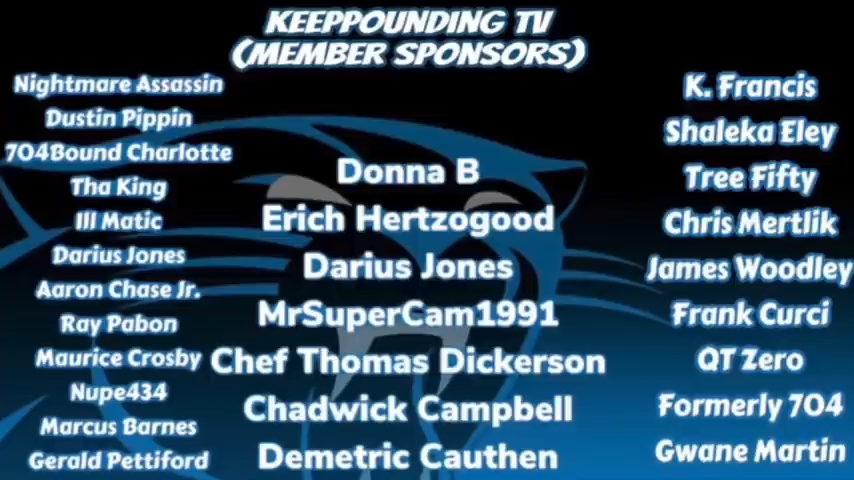 KEEPPOUNDING TV
(MEMBER SPONSORS)
Nightmare Assassin
Dustin Pippin
704Bound Charlotte
Tha King
Ill Matic
Darius Jones
Aaron Chase Jr.
Ray Pabon
Maurice Crosby
Nupe434
Marcus Barnes
Gerald Pettiford
Donna B
Erich Hertzogood
Darius Jones
MrSuperCam1991
Chef Thomas Dickerson
Chadwick Campbell
Demetric Cauthen
K. Francis
Shaleka Eley
Tree Fifty
Chris Mertlik
James Woodley
Frank Curci
QT Zero
Formerly 704
Gwane Martin